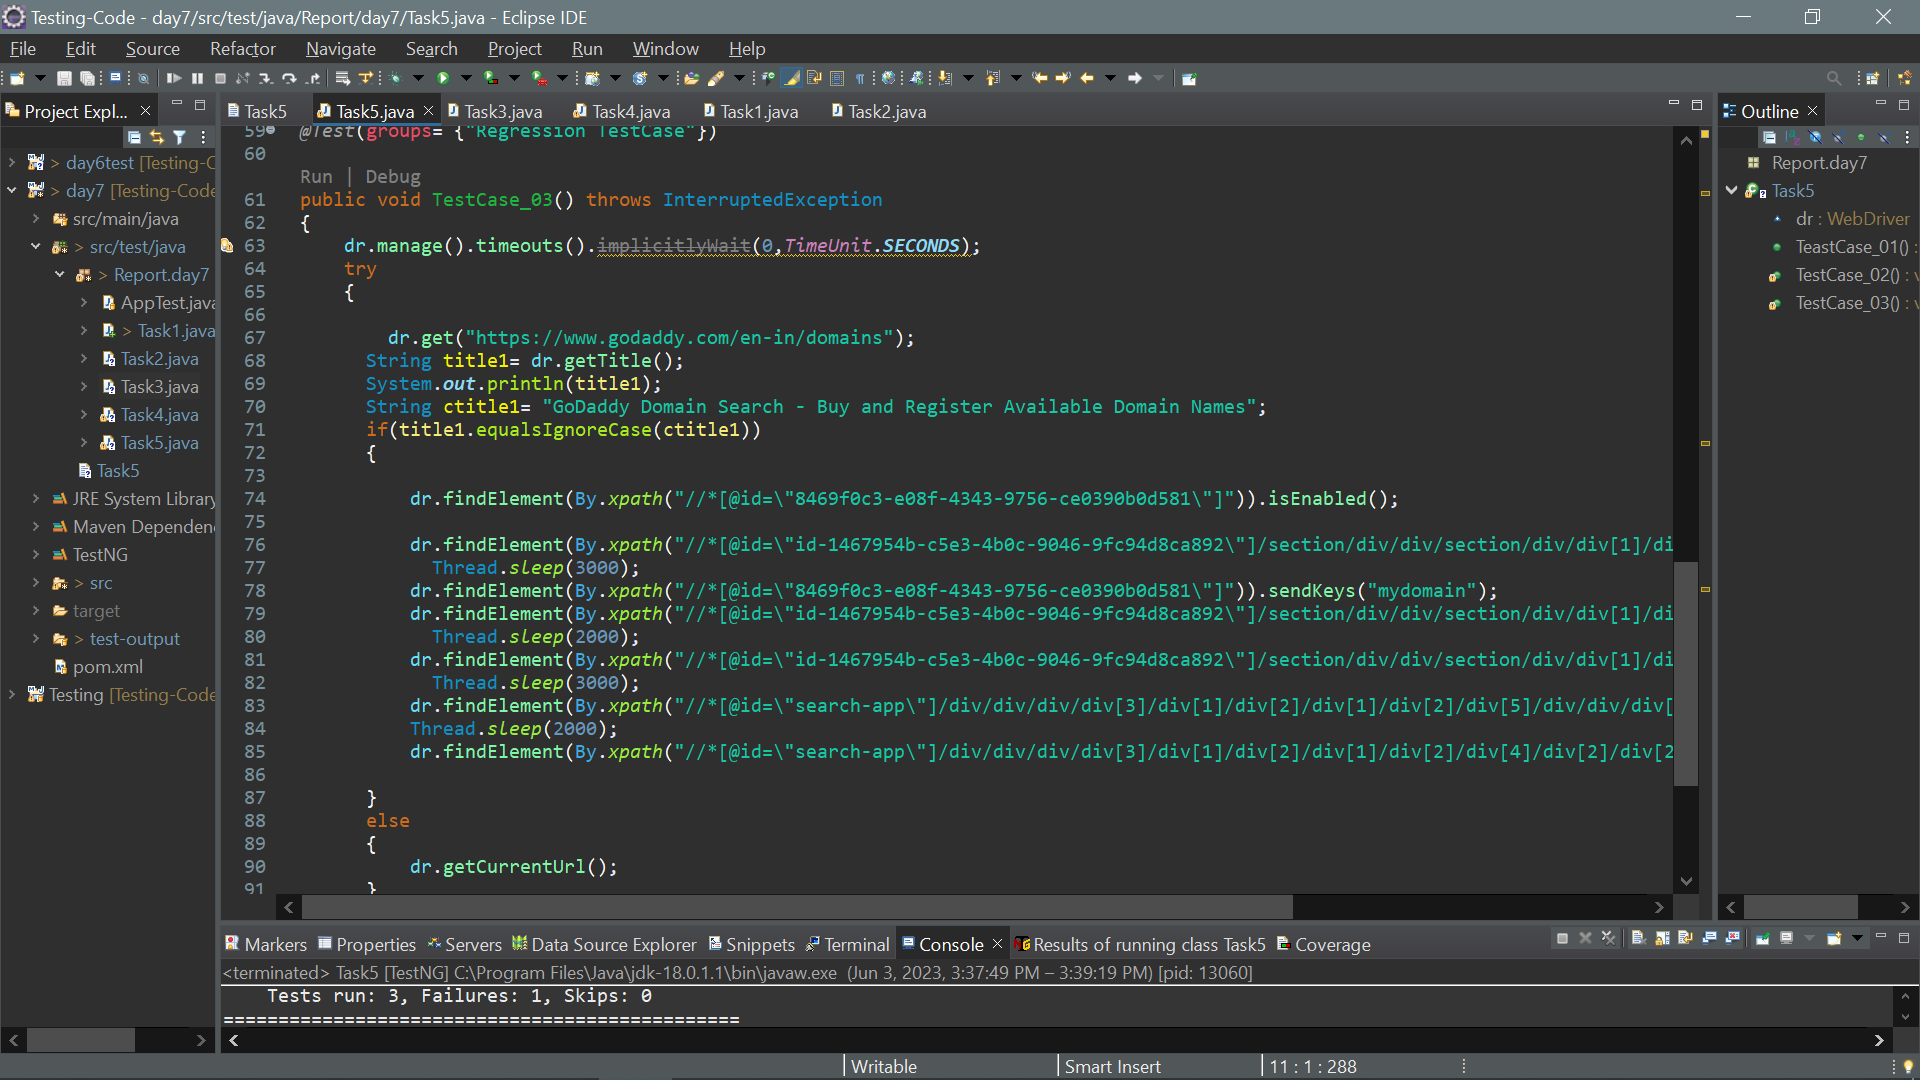 Testing-Code - day7/src/test/java/Report/day7/Task5.java - Eclipse IDE
File Edit Source Refactor Navigate Search Project Run Window Help
Project Expl...
Task5 Task5.java Task3.java Task4.java Task1.java Task2.java
Outline
> day6test [Testing-C
> day7 [Testing-Code
src/main/java
> src/test/java
> Report.day7
AppTest.java
> Task1.java
Task2.java
Task3.java
Task4.java
Task5.java
Task5
JRE System Library
Maven Dependen
TestNG
> src
target
> test-output
pom.xml
Testing [Testing-Code
59 @Test(groups= {"Regression TestCase"})
60
Run | Debug
61 public void TestCase_03() throws InterruptedException
62 {
63 dr.manage().timeouts().implicitlyWait(0,TimeUnit.SECONDS);
64 try
65 {
66
67 dr.get("https://www.godaddy.com/en-in/domains");
68 String title1= dr.getTitle();
69 System.out.println(title1);
70 String ctitle1= "GoDaddy Domain Search - Buy and Register Available Domain Names";
71 if(title1.equalsIgnoreCase(ctitle1))
72 {
73
74 dr.findElement(By.xpath("//*[@id=\"8469f0c3-e08f-4343-9756-ce0390b0d581\"]")).isEnabled();
75
76 dr.findElement(By.xpath("//*[@id=\"id-1467954b-c5e3-4b0c-9046-9fc94d8ca892\"]/section/div/div/section/div/div[1]/di
77 Thread.sleep(3000);
78 dr.findElement(By.xpath("//*[@id=\"8469f0c3-e08f-4343-9756-ce0390b0d581\"]")).sendKeys("mydomain");
79 dr.findElement(By.xpath("//*[@id=\"id-1467954b-c5e3-4b0c-9046-9fc94d8ca892\"]/section/div/div/section/div/div[1]/di
80 Thread.sleep(2000);
81 dr.findElement(By.xpath("//*[@id=\"id-1467954b-c5e3-4b0c-9046-9fc94d8ca892\"]/section/div/div/section/div/div[1]/di
82 Thread.sleep(3000);
83 dr.findElement(By.xpath("//*[@id=\"search-app\"]/div/div/div/div[3]/div[1]/div[2]/div[1]/div[2]/div[5]/div/div/div[
84 Thread.sleep(2000);
85 dr.findElement(By.xpath("//*[@id=\"search-app\"]/div/div/div/div[3]/div[1]/div[2]/div[1]/div[2]/div[4]/div[2]/div[2
86
87 }
88 else
89 {
90 dr.getCurrentUrl();
91 }
Report.day7
Task5
dr : WebDriver
TeastCase_01() :
TestCase_02() : v
TestCase_03() : v
Markers Properties Servers Data Source Explorer Snippets Terminal Console Results of running class Task5 Coverage
<terminated> Task5 [TestNG] C:\Program Files\Java\jdk-18.0.1.1\bin\javaw.exe (Jun 3, 2023, 3:37:49 PM – 3:39:19 PM) [pid: 13060]
Tests run: 3, Failures: 1, Skips: 0
===============================================
Writable Smart Insert 11 : 1 : 288